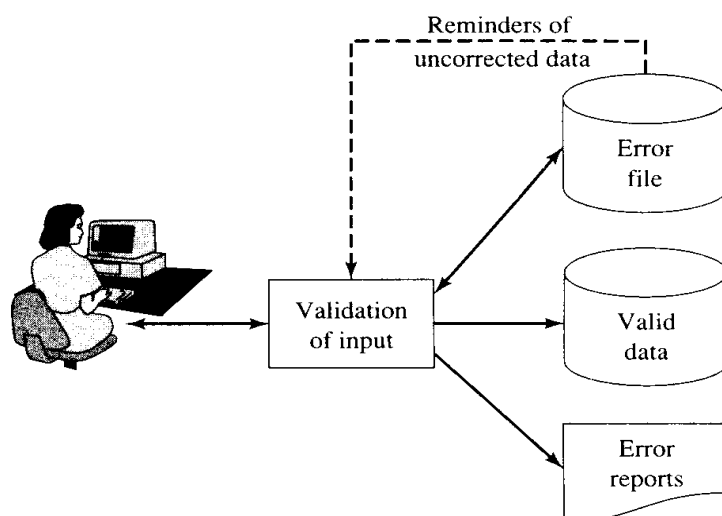 Reminders of
uncorrected data
Error
file
Validation
of input
Valid
data
Error
reports